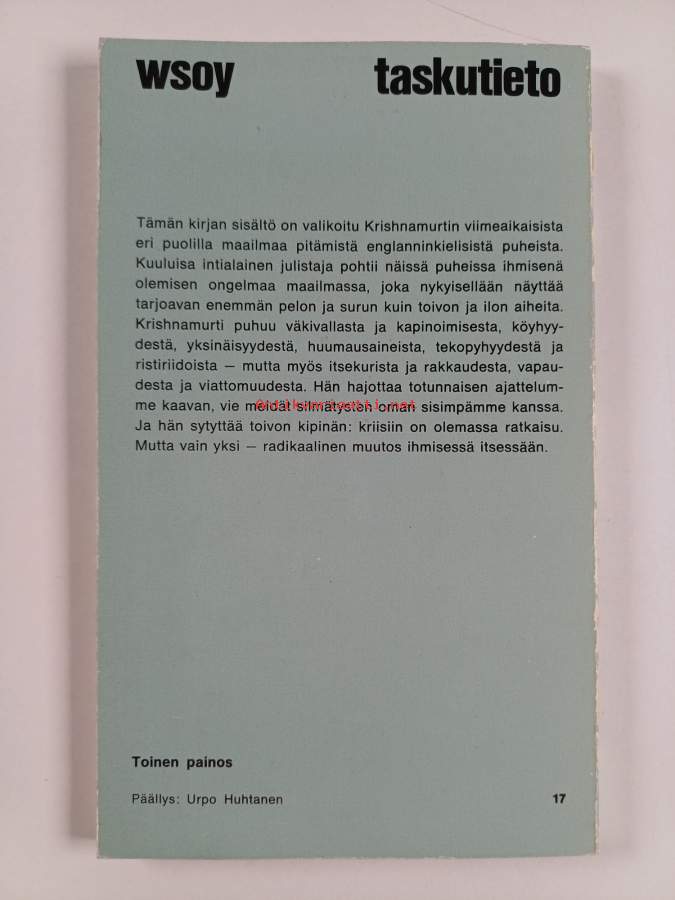 wsoy taskutieto
Tämän kirjan sisältö on valikoitu Krishnamurtin viimeaikaisista
eri puolilla maailmaa pitämistä englanninkielisistä puheista.
Kuuluisa intialainen julistaja pohtii näissä puheissa ihmisenä
olemisen ongelmaa maailmassa, joka nykyisellään näyttää
tarjoavan enemmän pelon ja surun kuin toivon ja ilon aiheita.
Krishnamurti puhuu väkivallasta ja kapinoimisesta, köyhyy-
destä, yksinäisyydestä, huumausaineista, tekopyhyydestä ja
ristiriidoista – mutta myös itsekurista ja rakkaudesta, vapau-
desta ja viattomuudesta. Hän hajottaa totunnaisen ajattelum-
me kaavan, vie meidät silmätysten oman sisimpämme kanssa.
Ja hän sytyttää toivon kipinän: kriisiin on olemassa ratkaisu.
Mutta vain yksi – radikaalinen muutos ihmisessä itsessään.
Antikvariaatti.net
Toinen painos
Päällys: Urpo Huhtanen 17